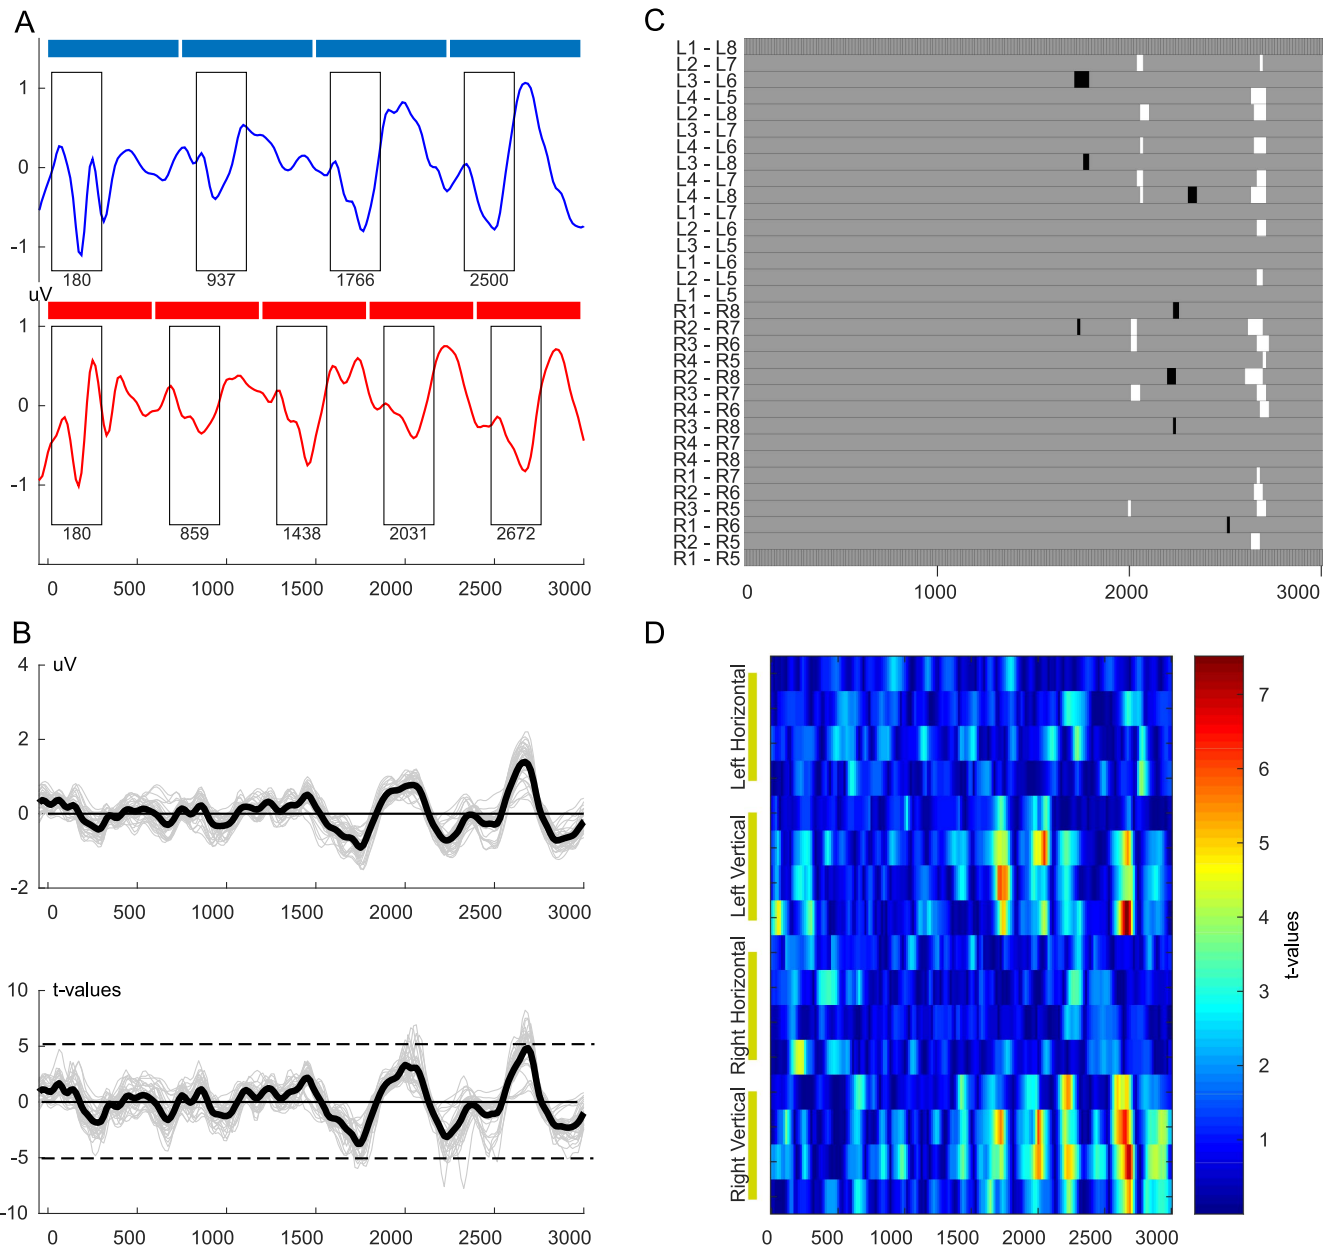 A
1
0
-1
180
937
1766
2500
uV
1
0
-1
180
859
1438
2031
2672
0
500
1000
1500
2000
2500
3000
B
uV
4
2
0
-2
0
500
1000
1500
2000
2500
3000
t-values
10
5
0
-5
-10
0
500
1000
1500
2000
2500
3000
C
L1 - L8
L2 - L7
L3 - L6
L4 - L5
L2 - L8
L3 - L7
L4 - L6
L3 - L8
L4 - L7
L4 - L8
L1 - L7
L2 - L6
L3 - L5
L1 - L6
L2 - L5
L1 - L5
R1 - R8
R2 - R7
R3 - R6
R4 - R5
R2 - R8
R3 - R7
R4 - R6
R3 - R8
R4 - R7
R4 - R8
R1 - R7
R2 - R6
R3 - R5
R1 - R6
R2 - R5
R1 - R5
0
1000
2000
3000
D
Left Horizontal
Left Vertical
Right Horizontal
Right Vertical
0
500
1000
1500
2000
2500
3000
7
6
5
4
3
2
1
t-values